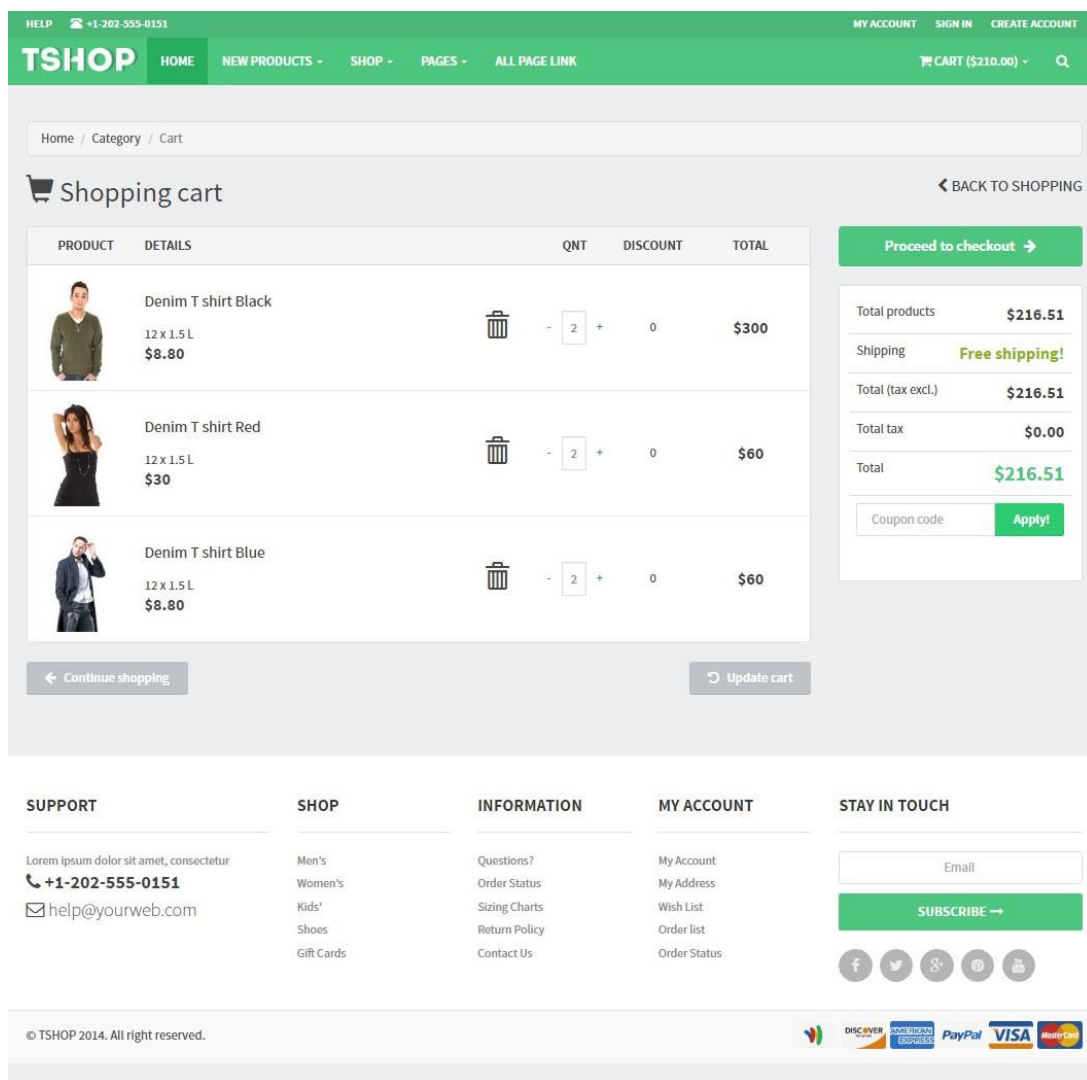 HELP +1-202-555-0151 MY ACCOUNT SIGN IN CREATE ACCOUNT
TSHOP HOME NEW PRODUCTS SHOP PAGES ALL PAGE LINK CART ($210.00)
Home / Category / Cart
Shopping cart
BACK TO SHOPPING
PRODUCT DETAILS QNT DISCOUNT TOTAL
Denim T shirt Black
12 x 1.5 L
$8.80
- 2 + 0 $300
Denim T shirt Red
12 x 1.5 L
$30
- 2 + 0 $60
Denim T shirt Blue
12 x 1.5 L
$8.80
- 2 + 0 $60
Continue shopping
Update cart
Proceed to checkout
Total products $216.51
Shipping Free shipping!
Total (tax excl.) $216.51
Total tax $0.00
Total $216.51
Coupon code Apply!
SUPPORT
Lorem ipsum dolor sit amet, consectetur
+1-202-555-0151
help@yourweb.com
SHOP
Men's
Women's
Kids'
Shoes
Gift Cards
INFORMATION
Questions?
Order Status
Sizing Charts
Return Policy
Contact Us
MY ACCOUNT
My Account
My Address
Wish List
Order list
Order Status
STAY IN TOUCH
Email
SUBSCRIBE
© TSHOP 2014. All right reserved.
DISCOVER AMERICAN EXPRESS PayPal VISA MasterCard